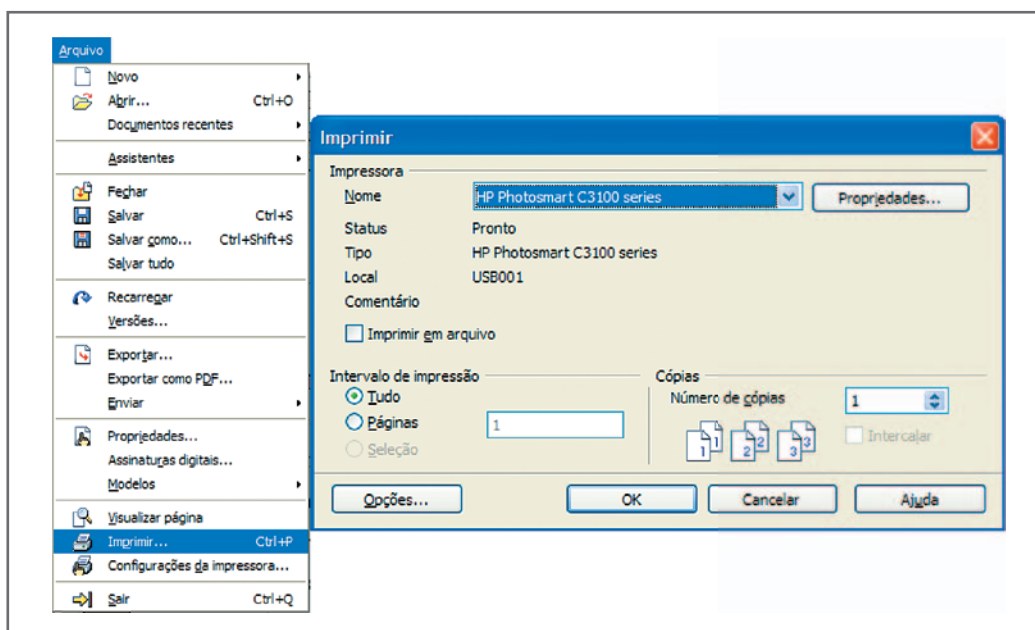 Arquivo
Novo
Abrir... Ctrl+O
Documentos recentes
Assistentes
Fechar
Salvar Ctrl+S
Salvar como... Ctrl+Shift+S
Salvar tudo
Recarregar
Versões...
Exportar...
Exportar como PDF...
Enviar
Propriedades...
Assinaturas digitais...
Modelos
Visualizar página
Imprimir... Ctrl+P
Configurações da impressora...
Sair Ctrl+Q
Imprimir
Impressora
Nome HP Photosmart C3100 series Propriedades...
Status Pronto
Tipo HP Photosmart C3100 series
Local USB001
Comentário
Imprimir em arquivo
Intervalo de impressão Cópias
Tudo Número de cópias 1
Páginas 1
1 1 2 2 3 3 Intercalar
Seleção
Opções... OK Cancelar Ajuda